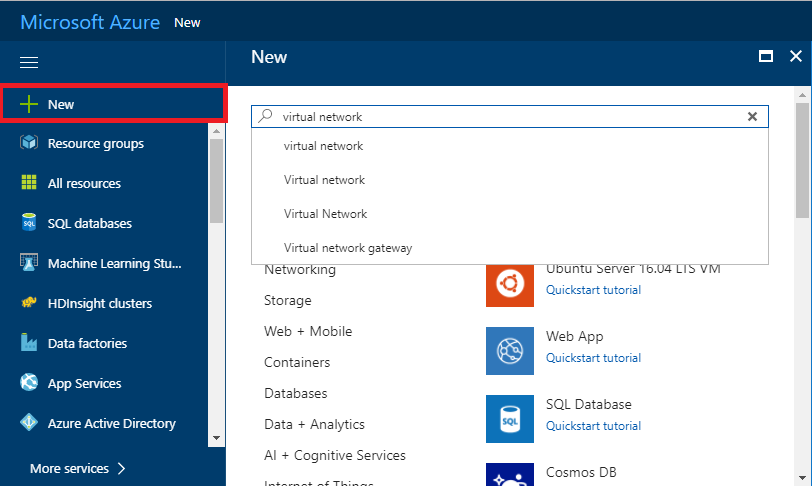 Microsoft Azure New
New
New
Resource groups
All resources
SQL databases
Machine Learning Stu...
HDInsight clusters
Data factories
App Services
Azure Active Directory
More services
virtual network
virtual network
Virtual network
Virtual Network
Virtual network gateway
Networking
Storage
Web + Mobile
Containers
Databases
Data + Analytics
AI + Cognitive Services
Internet of Things
Ubuntu Server 16.04 LTS VM
Quickstart tutorial
Web App
Quickstart tutorial
SQL Database
Quickstart tutorial
Cosmos DB